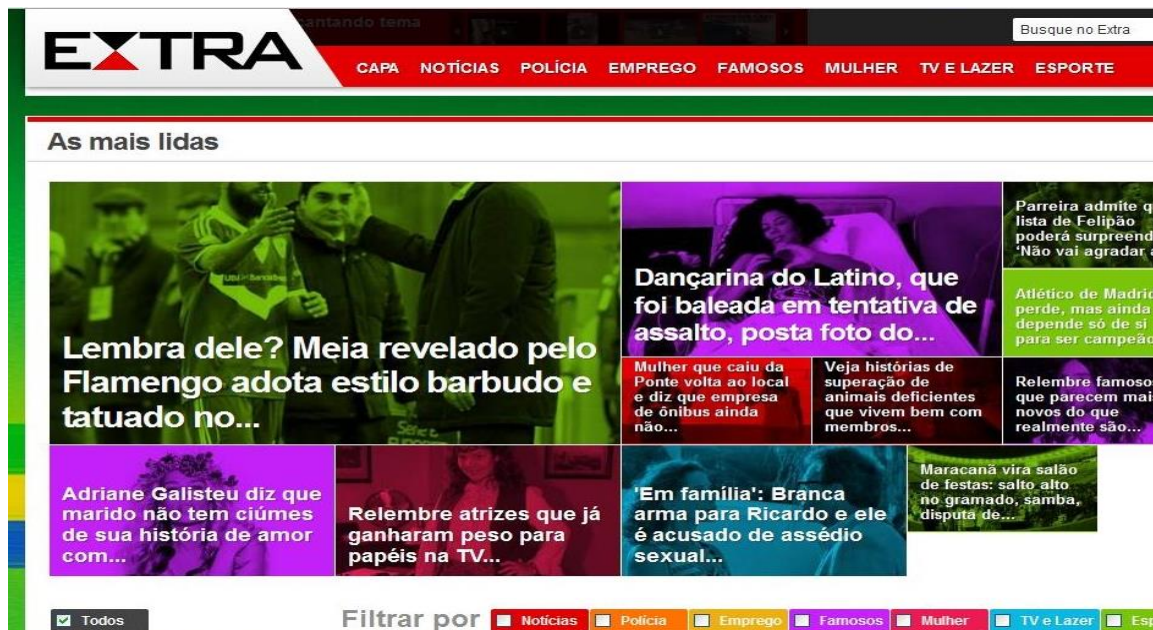 EXTRA
cantando tema
Busque no Extra
CAPA NOTÍCIAS POLÍCIA EMPREGO FAMOSOS MULHER TV E LAZER ESPORTE
As mais lidas
Lembra dele? Meia revelado pelo
Flamengo adota estilo barbudo e
tatuado no...
Dançarina do Latino, que
foi baleada em tentativa de
assalto, posta foto do...
Parreira admite
lista de Felipão
poderá
'Não vai agradar
Atlético de
perde, mas ainda
depende só de si
para ser
Mulher que caiu da
Ponte volta ao local
e diz que empresa
de ônibus ainda
não...
Veja histórias de
superação de
animais deficientes
que vivem bem com
membros...
Relembre
que parecem
novos do que
realmente são...
Adriane Galisteu diz que
marido não tem ciúmes
de sua história de amor
com...
Relembre atrizes que já
ganharam peso para
papéis na TV...
'Em família': Branca
arma para Ricardo e ele
é acusado de assédio
sexual...
Maracanã vira salão
de festas: salto alto
no gramado, samba,
disputa de...
Todos
Filtrar por Notícias Polícia Emprego Famosos Mulher TV e Lazer